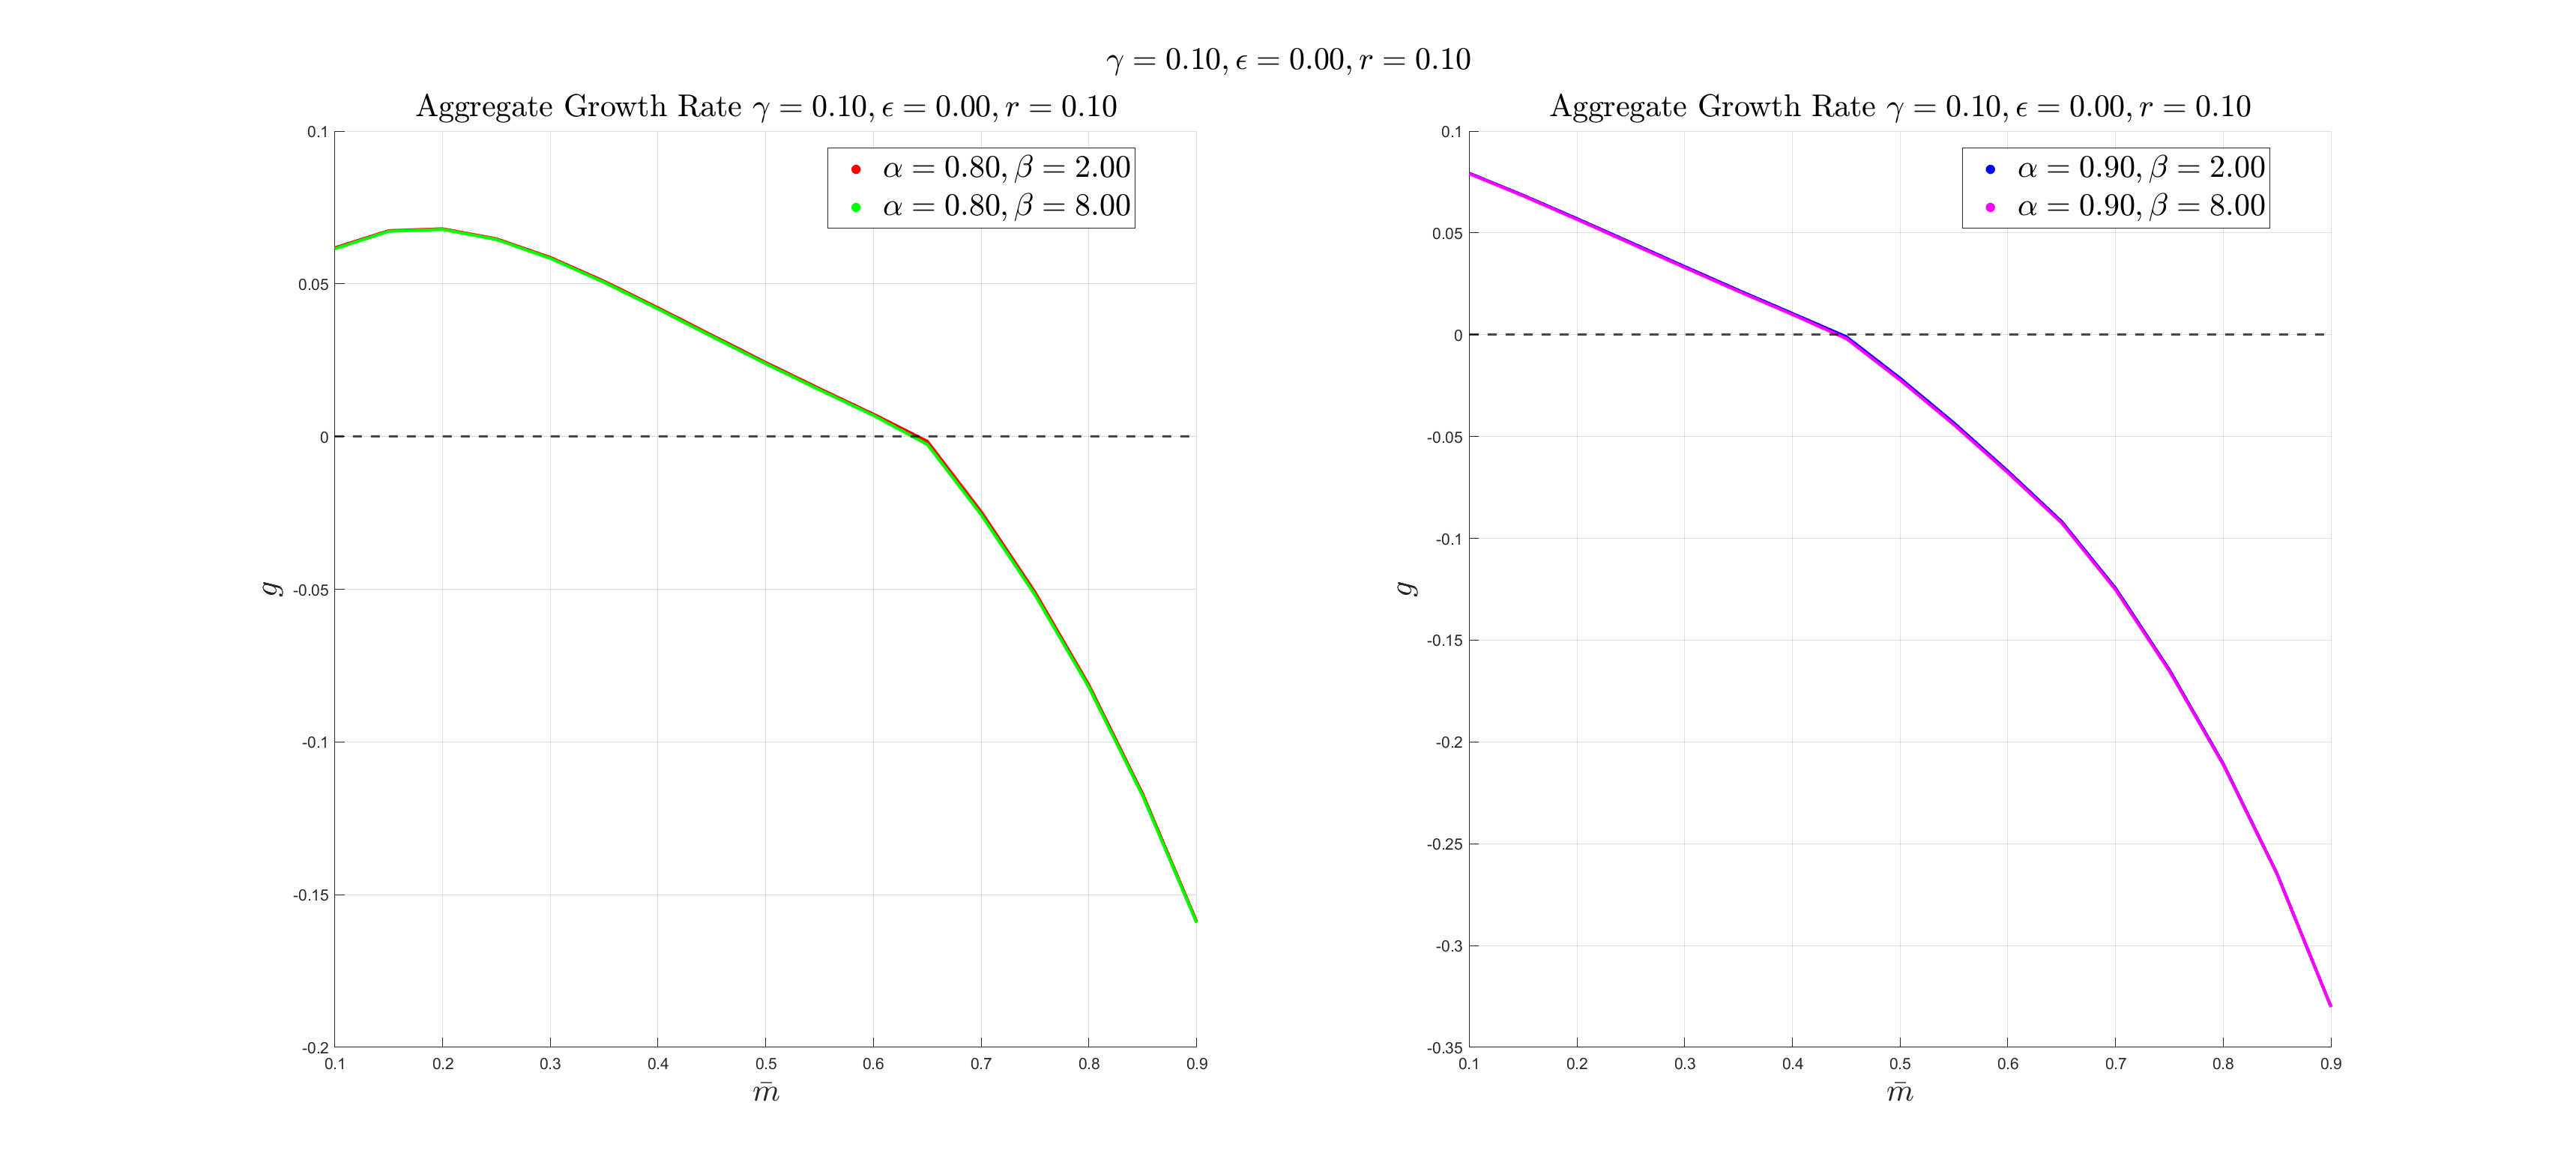 γ = 0.10, ϵ = 0.00, r = 0.10
Aggregate Growth Rate γ = 0.10, ϵ = 0.00, r = 0.10
α = 0.80, β = 2.00
α = 0.80, β = 8.00
0.1
0.05
0
-0.05
-0.1
-0.15
-0.2
g
0.1 0.2 0.3 0.4 0.5 0.6 0.7 0.8 0.9
m̄
Aggregate Growth Rate γ = 0.10, ϵ = 0.00, r = 0.10
α = 0.90, β = 2.00
α = 0.90, β = 8.00
0.1
0.05
0
-0.05
-0.1
-0.15
-0.2
-0.25
-0.3
-0.35
g
0.1 0.2 0.3 0.4 0.5 0.6 0.7 0.8 0.9
m̄